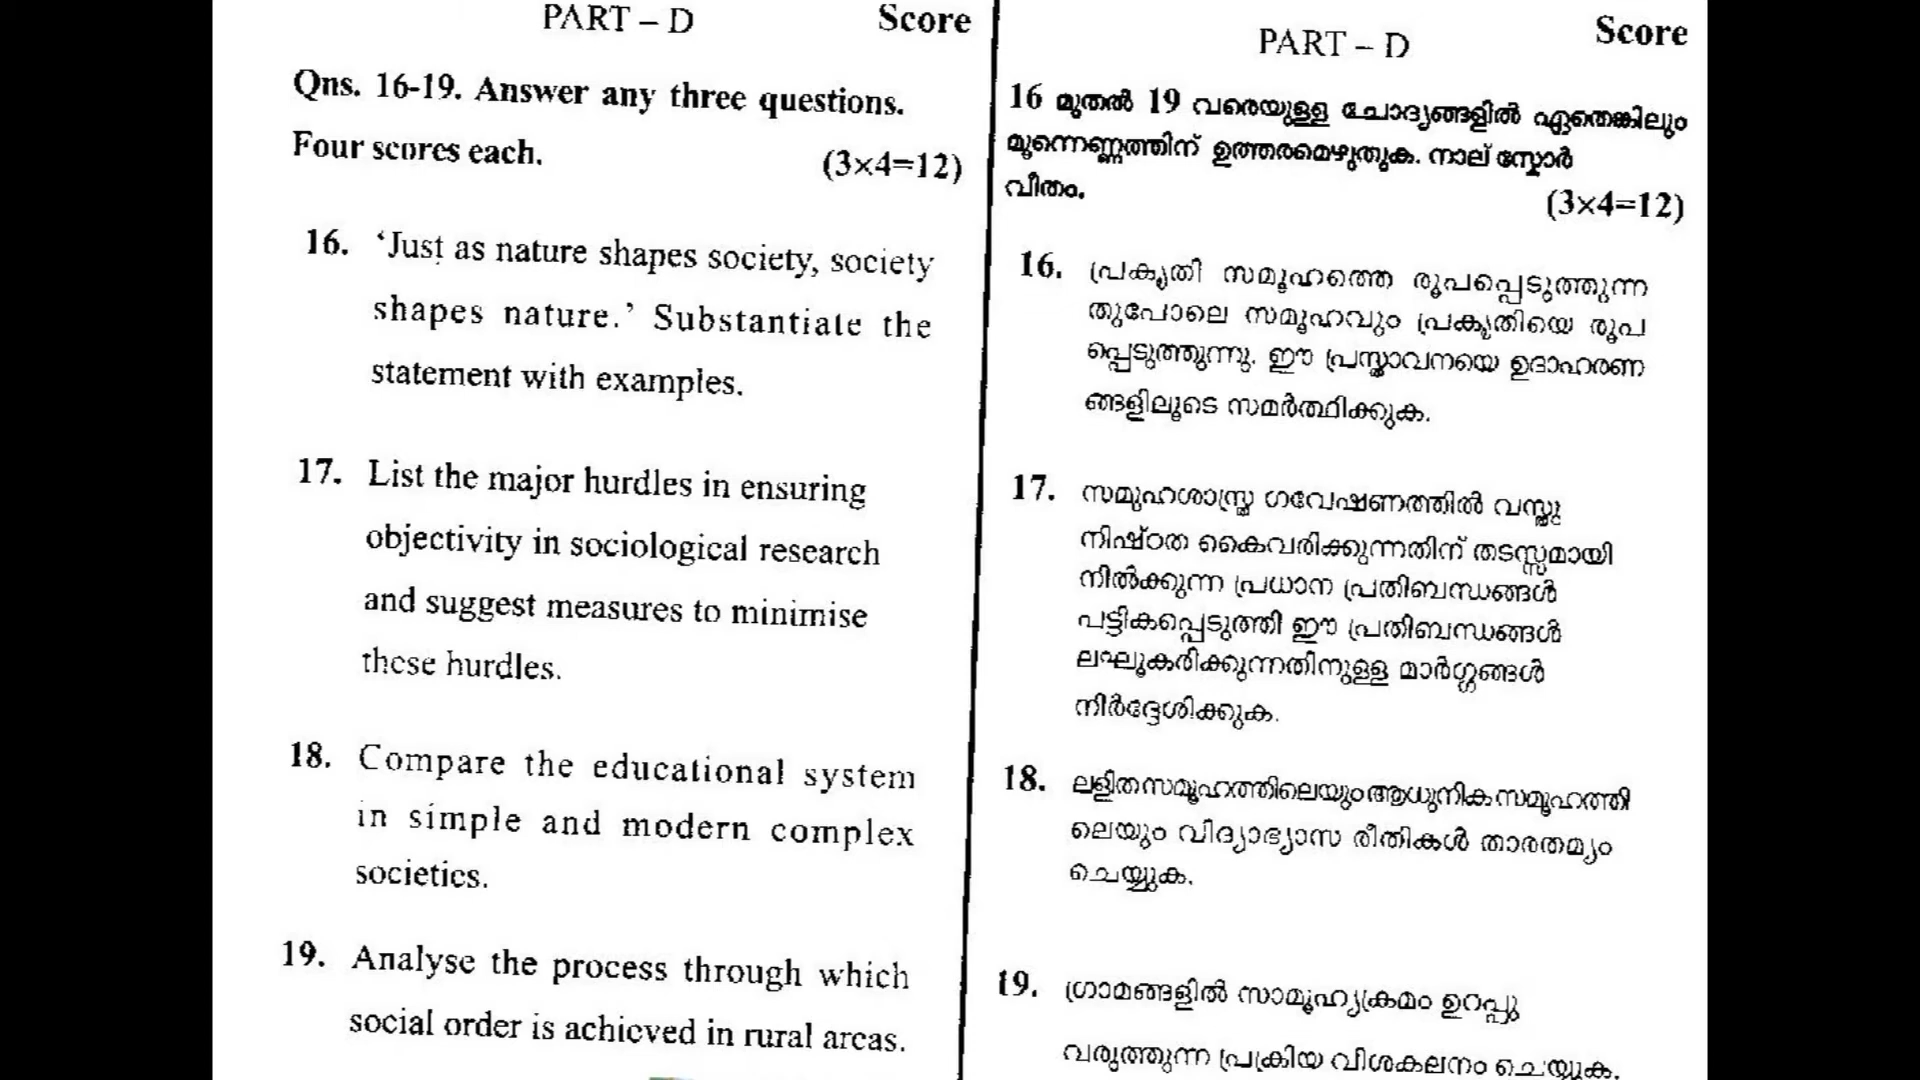 PART – D
Score
Qns. 16-19. Answer any three questions.
Four scores each.
(3×4=12)
16. ‘Just as nature shapes society, society
shapes nature.’ Substantiate the
statement with examples.
17. List the major hurdles in ensuring
objectivity in sociological research
and suggest measures to minimise
these hurdles.
18. Compare the educational system
in simple and modern complex
societies.
19. Analyse the process through which
social order is achieved in rural areas.
PART – D
Score
16 മുതൽ 19 വരെയുള്ള ചോദ്യങ്ങളിൽ ഏതെങ്കിലും
മൂന്നെണ്ണത്തിന് ഉത്തരമെഴുതുക. നാല് സ്കോർ
വീതം.
(3×4=12)
16. പ്രകൃതി സമൂഹത്തെ രൂപപ്പെടുത്തുന്ന
തുപോലെ സമൂഹവും പ്രകൃതിയെ രൂപ
പ്പെടുത്തുന്നു. ഈ പ്രസ്താവനയെ ഉദാഹരണ
ങ്ങളിലൂടെ സമർത്ഥിക്കുക.
17. സമുഹശാസ്ത്ര ഗവേഷണത്തിൽ വസ്തു
നിഷ്ഠത കൈവരിക്കുന്നതിന് തടസ്സമായി
നിൽക്കുന്ന പ്രധാന പ്രതിബന്ധങ്ങൾ
പട്ടികപ്പെടുത്തി ഈ പ്രതിബന്ധങ്ങൾ
ലഘൂകരിക്കുന്നതിനുള്ള മാർഗ്ഗങ്ങൾ
നിർദ്ദേശിക്കുക.
18. ലളിതസമൂഹത്തിലെയും ആധുനിക സമൂഹത്തി
ലെയും വിദ്യാഭ്യാസ രീതികൾ താരതമ്യം
ചെയ്യുക.
19. ഗ്രാമങ്ങളിൽ സാമൂഹ്യക്രമം ഉറപ്പു
വരുത്തുന്ന പ്രക്രിയ വിശകലനം ചെയ്യുക.